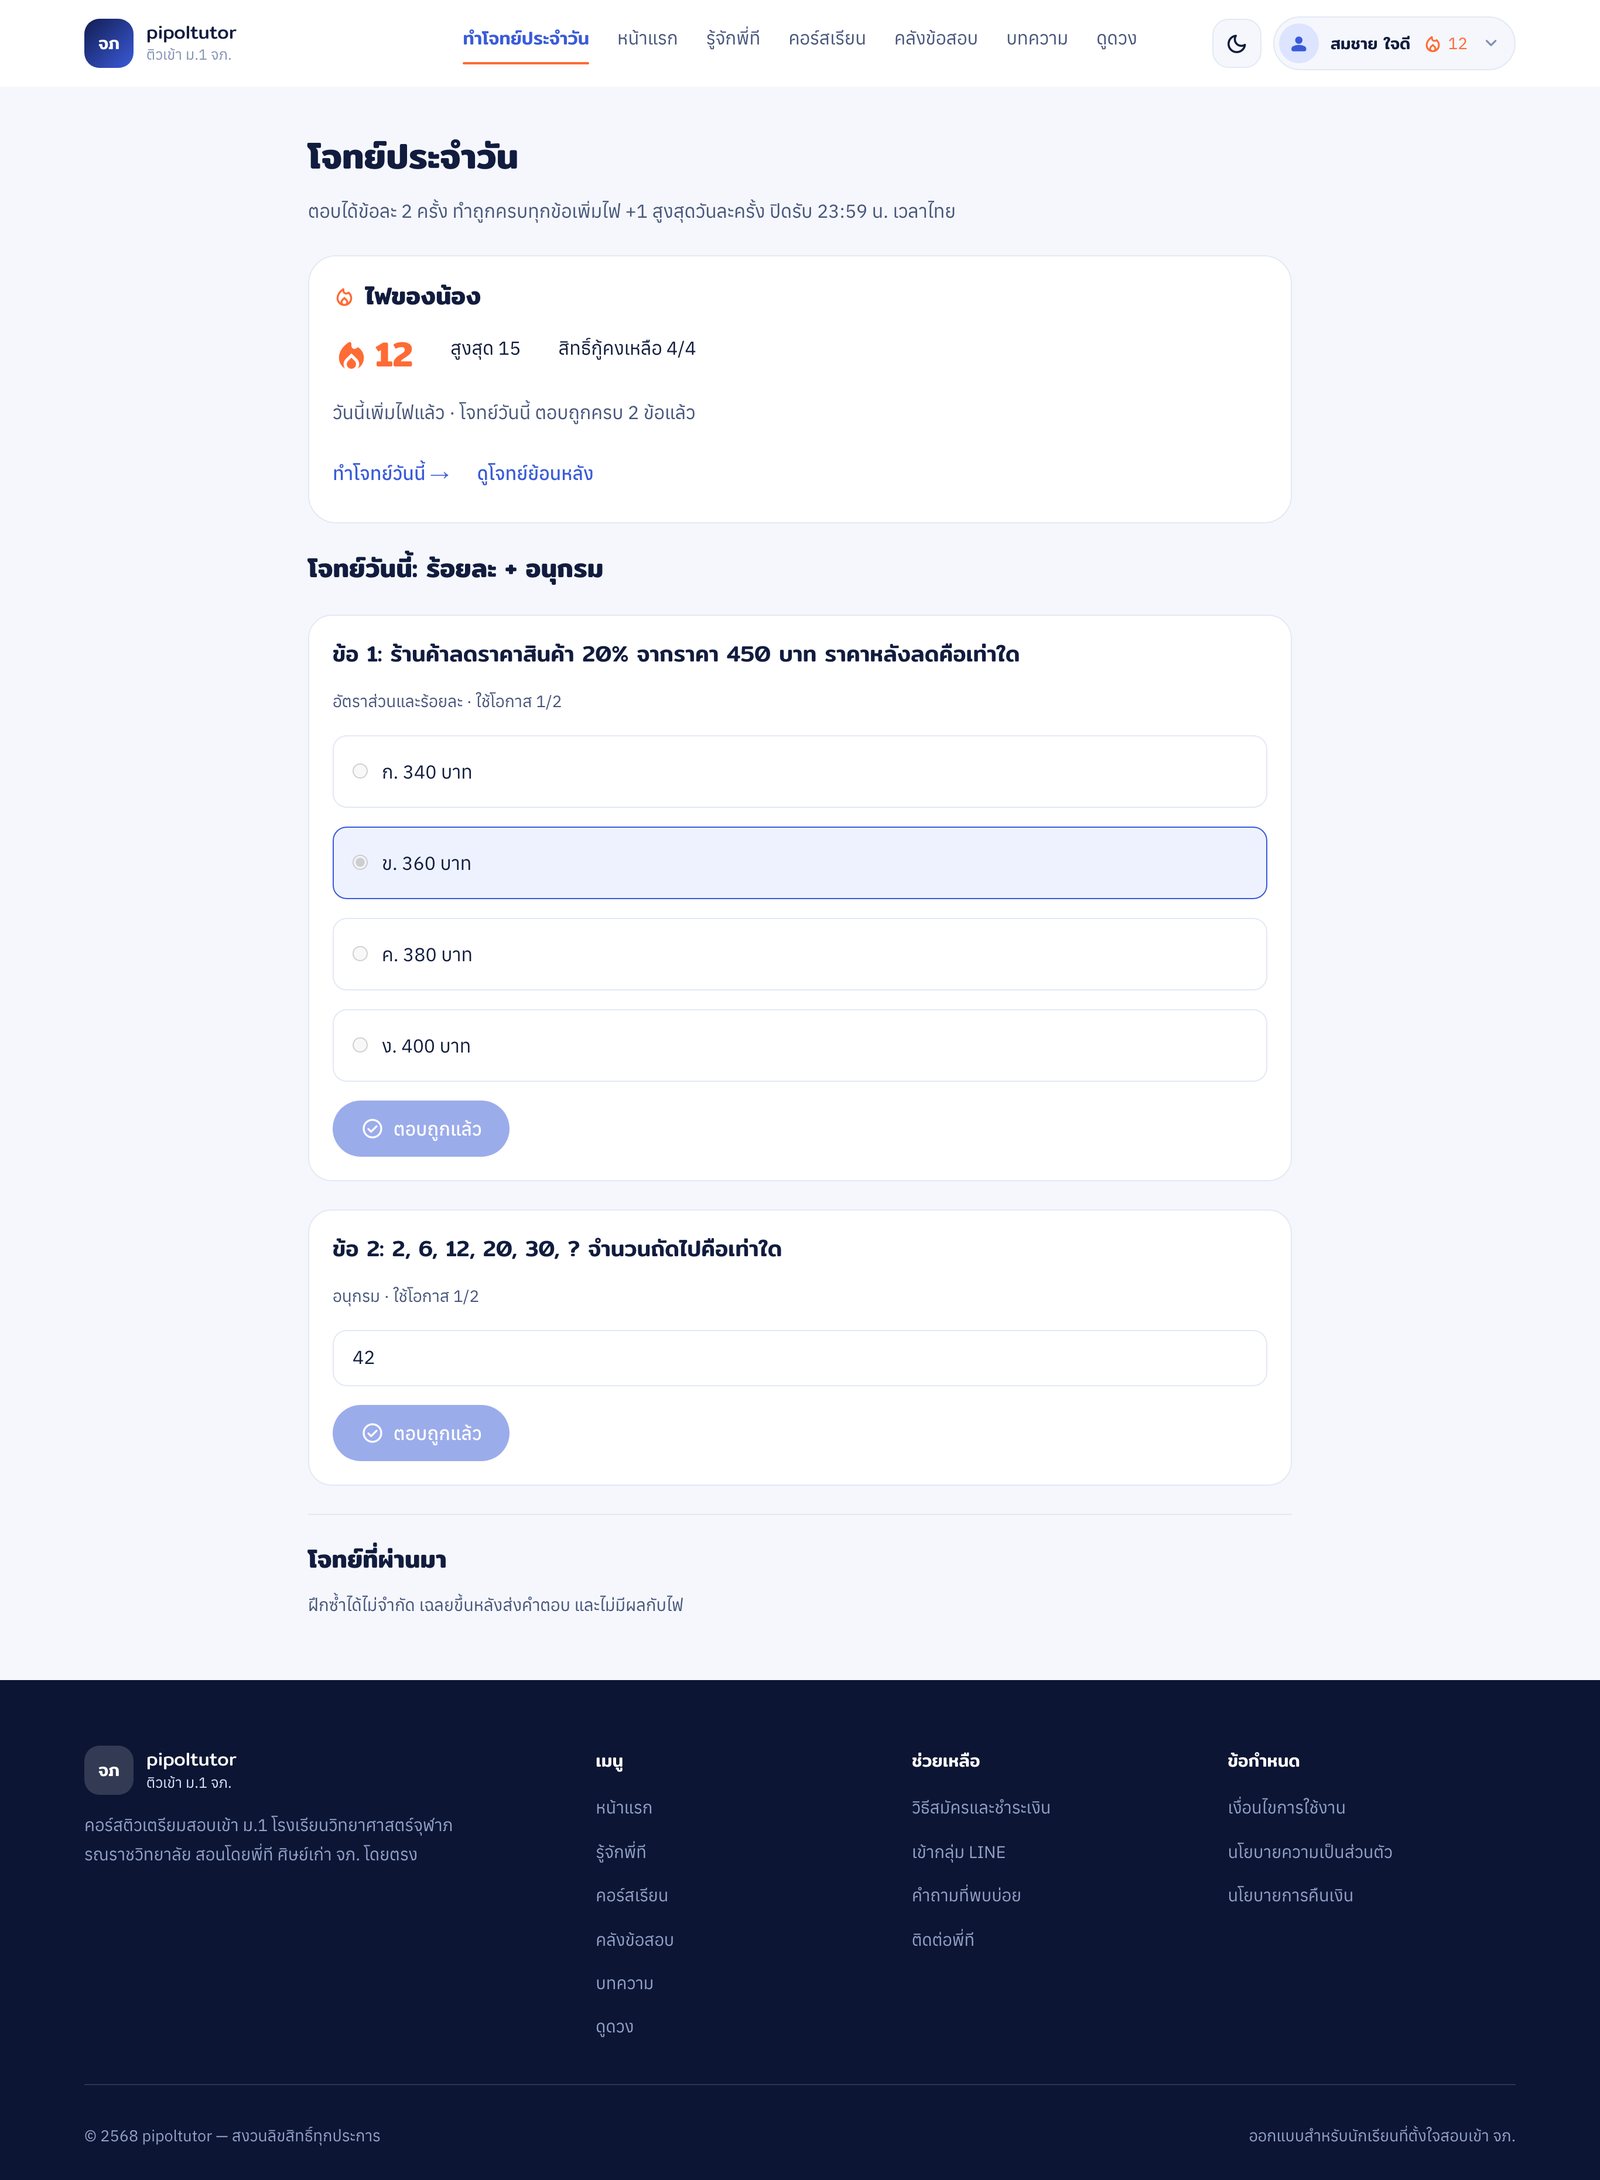 จภ
pipoltutor
ติวเข้า ม.1 จภ.
ทำโจทย์ประจำวัน
หน้าแรก
รู้จักพี่ที
คอร์สเรียน
คลังข้อสอบ
บทความ
ดูดวง
สมชาย ใจดี
12
โจทย์ประจำวัน
ตอบได้ข้อละ 2 ครั้ง ทำถูกครบทุกข้อเพิ่มไฟ +1 สูงสุดวันละครั้ง ปิดรับ 23:59 น. เวลาไทย
ไฟของน้อง
12
สูงสุด 15
สิทธิ์กู้คงเหลือ 4/4
วันนี้เพิ่มไฟแล้ว · โจทย์วันนี้ ตอบถูกครบ 2 ข้อแล้ว
ทำโจทย์วันนี้ →
ดูโจทย์ย้อนหลัง
โจทย์วันนี้: ร้อยละ + อนุกรม
ข้อ 1: ร้านค้าลดราคาสินค้า 20% จากราคา 450 บาท ราคาหลังลดคือเท่าใด
อัตราส่วนและร้อยละ · ใช้โอกาส 1/2
ก. 340 บาท
ข. 360 บาท
ค. 380 บาท
ง. 400 บาท
ตอบถูกแล้ว
ข้อ 2: 2, 6, 12, 20, 30, ? จำนวนถัดไปคือเท่าใด
อนุกรม · ใช้โอกาส 1/2
42
ตอบถูกแล้ว
โจทย์ที่ผ่านมา
ฝึกซ้ำได้ไม่จำกัด เฉลยขึ้นหลังส่งคำตอบ และไม่มีผลกับไฟ
จภ
pipoltutor
ติวเข้า ม.1 จภ.
คอร์สติวเตรียมสอบเข้า ม.1 โรงเรียนวิทยาศาสตร์จุฬาภ
รณราชวิทยาลัย สอนโดยพี่ที ศิษย์เก่า จภ. โดยตรง
เมนู
หน้าแรก
รู้จักพี่ที
คอร์สเรียน
คลังข้อสอบ
บทความ
ดูดวง
ช่วยเหลือ
วิธีสมัครและชำระเงิน
เข้ากลุ่ม LINE
คำถามที่พบบ่อย
ติดต่อพี่ที
ข้อกำหนด
เงื่อนไขการใช้งาน
นโยบายความเป็นส่วนตัว
นโยบายการคืนเงิน
© 2568 pipoltutor — สงวนลิขสิทธิ์ทุกประการ
ออกแบบสำหรับนักเรียนที่ตั้งใจสอบเข้า จภ.